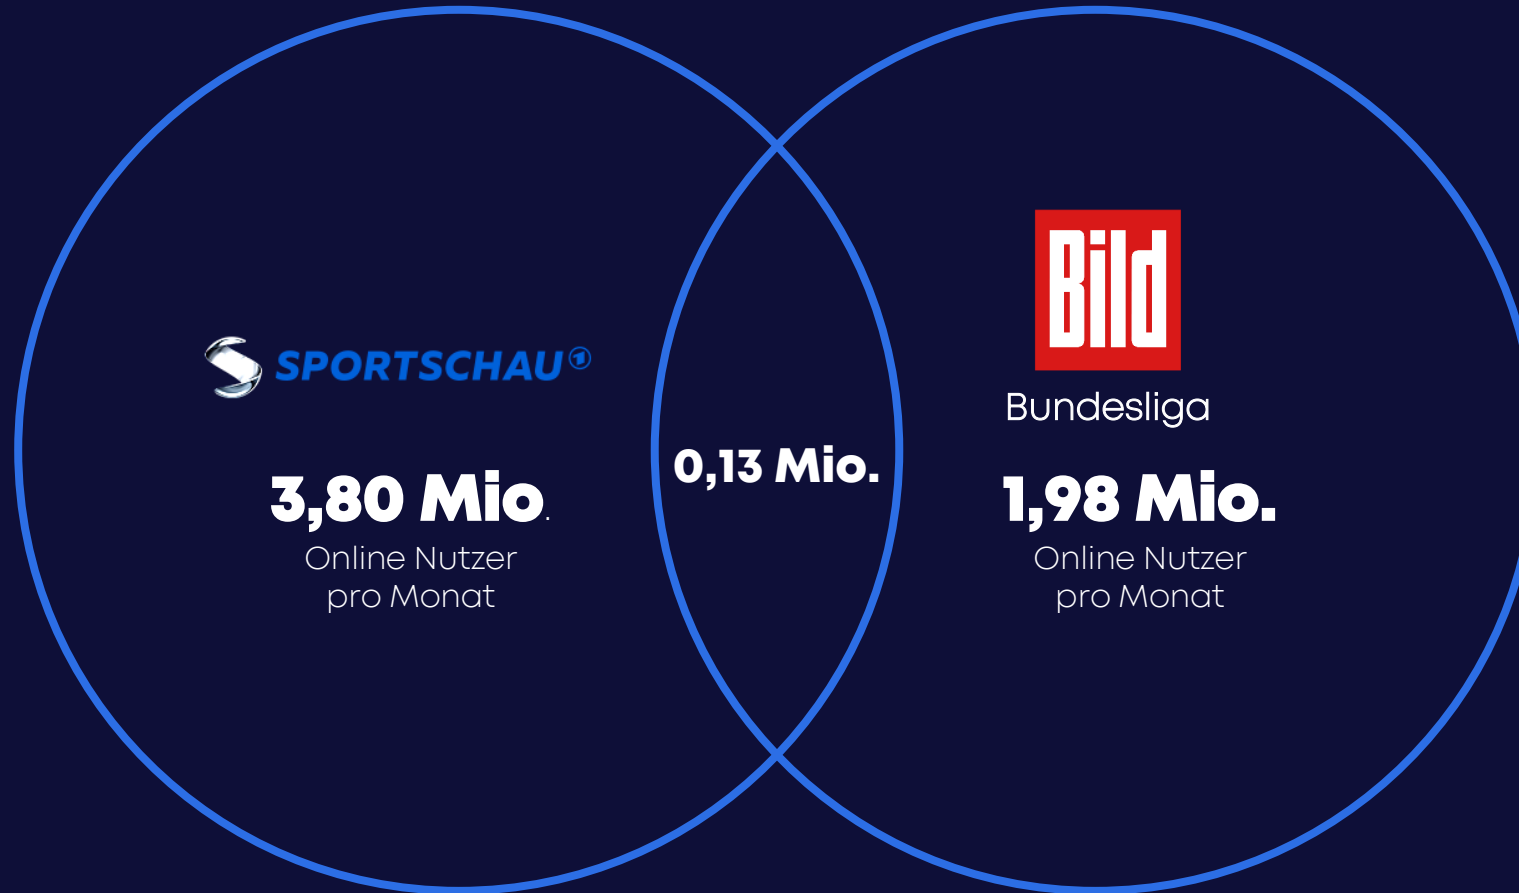 SPORTSCHAU
3,80 Mio.
Online Nutzer
pro Monat
0,13 Mio.
Bild
Bundesliga
1,98 Mio.
Online Nutzer
pro Monat